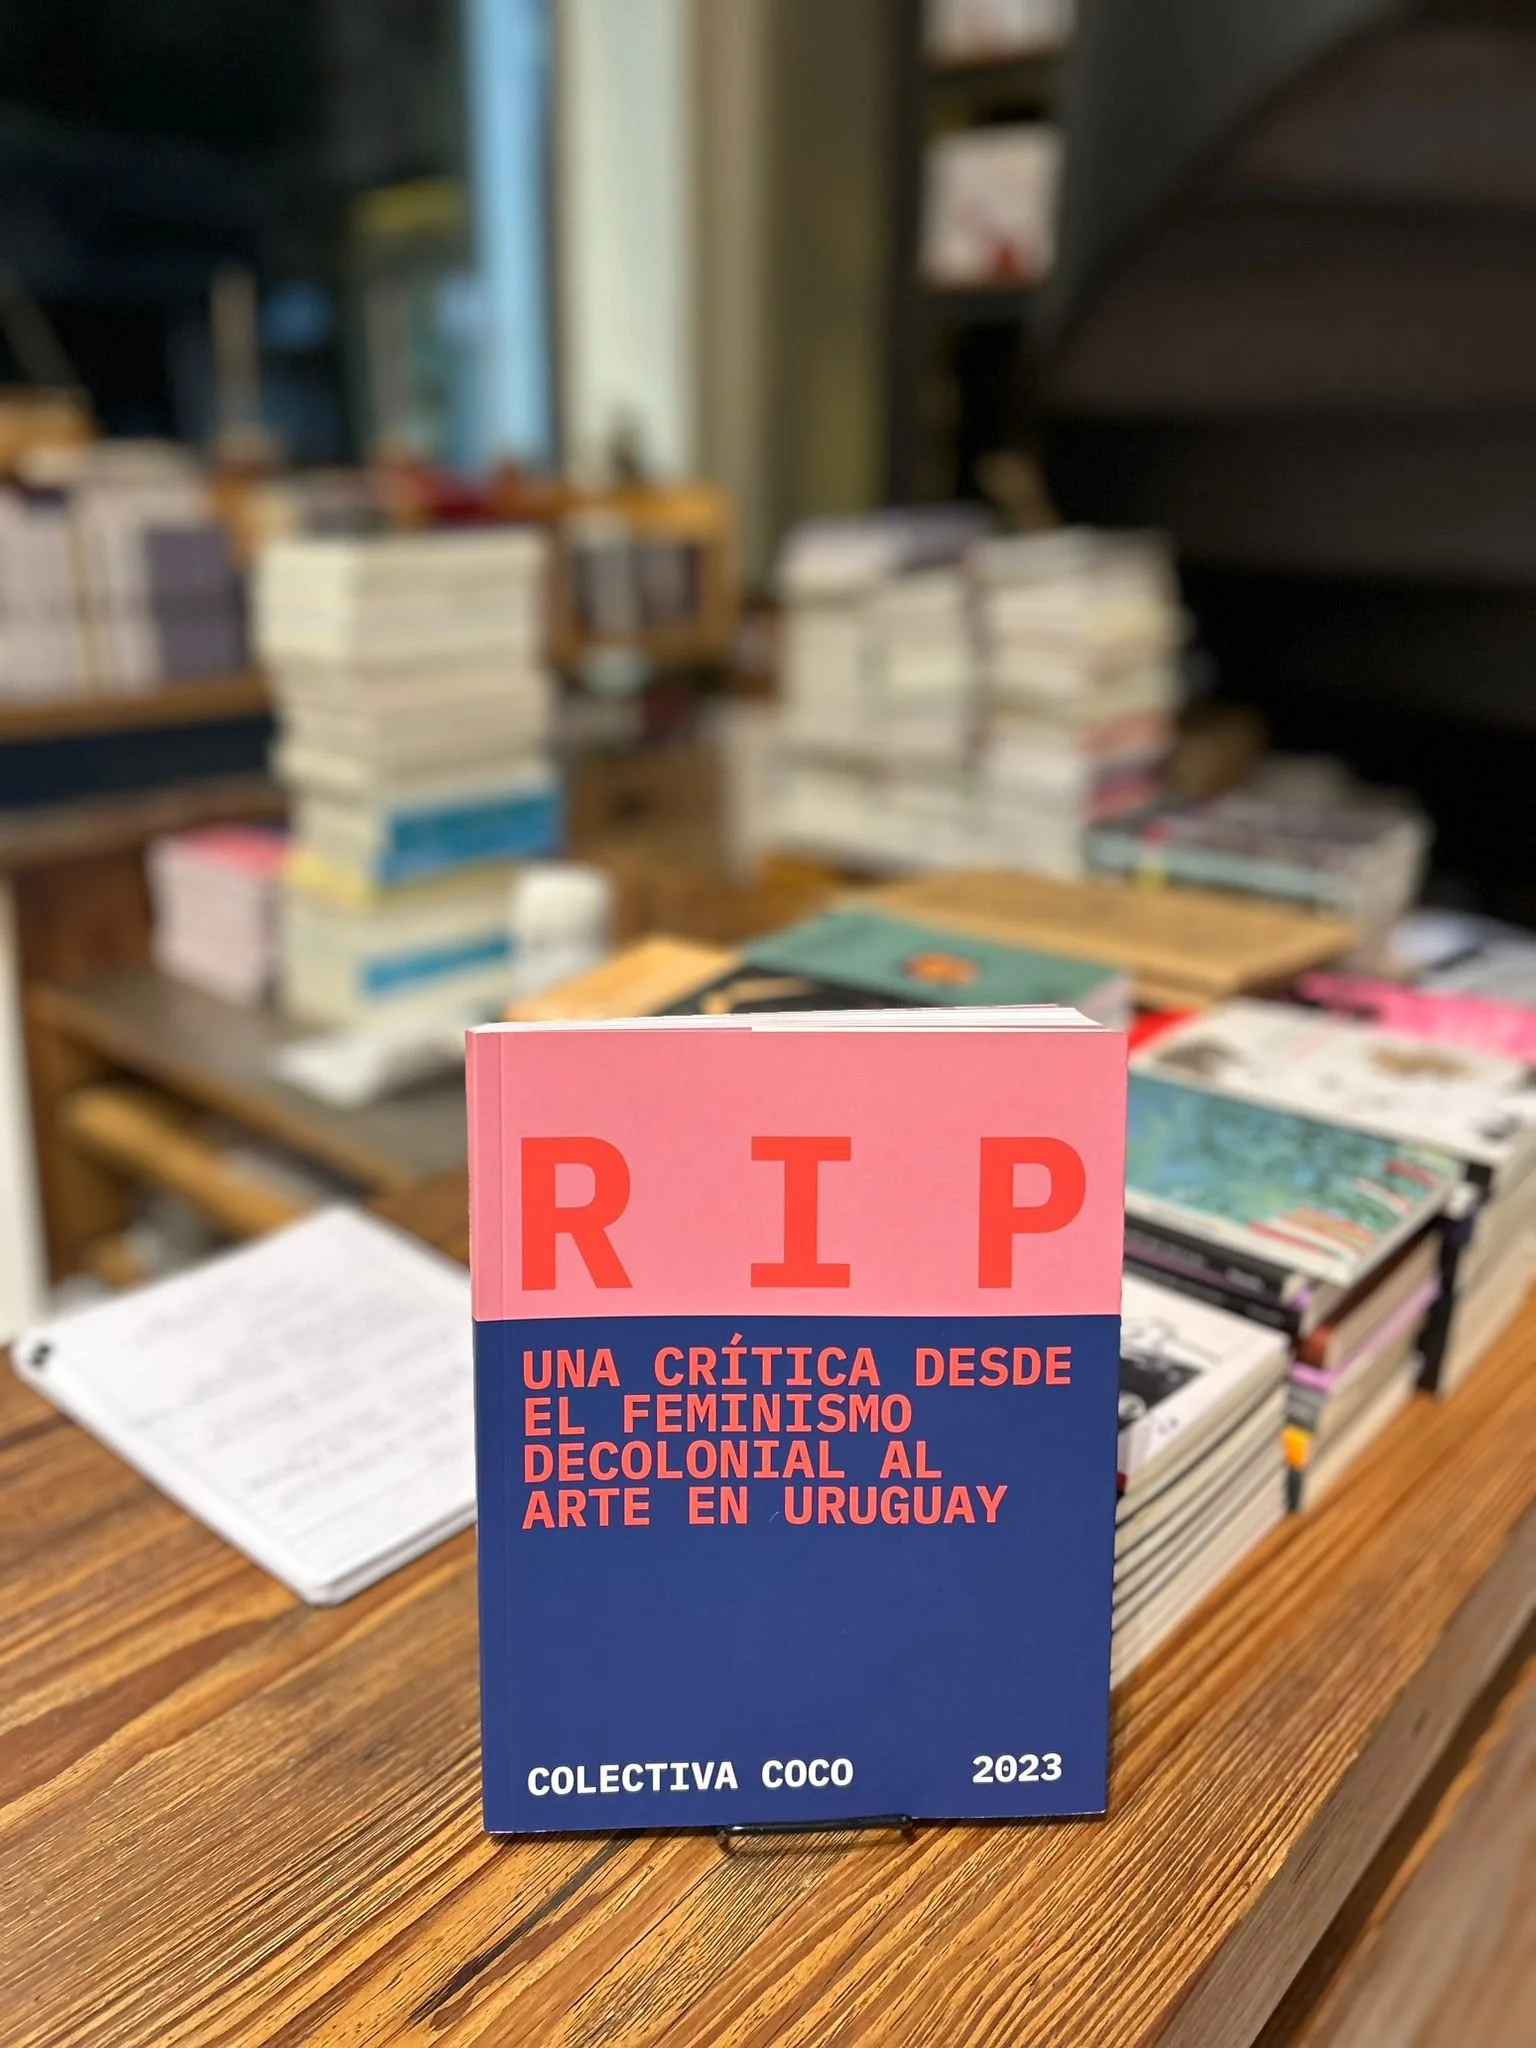 R I P
UNA CRÍTICA DESDE
EL FEMINISMO
DECOLONIAL AL
ARTE EN URUGUAY
COLECTIVA COCO 2023